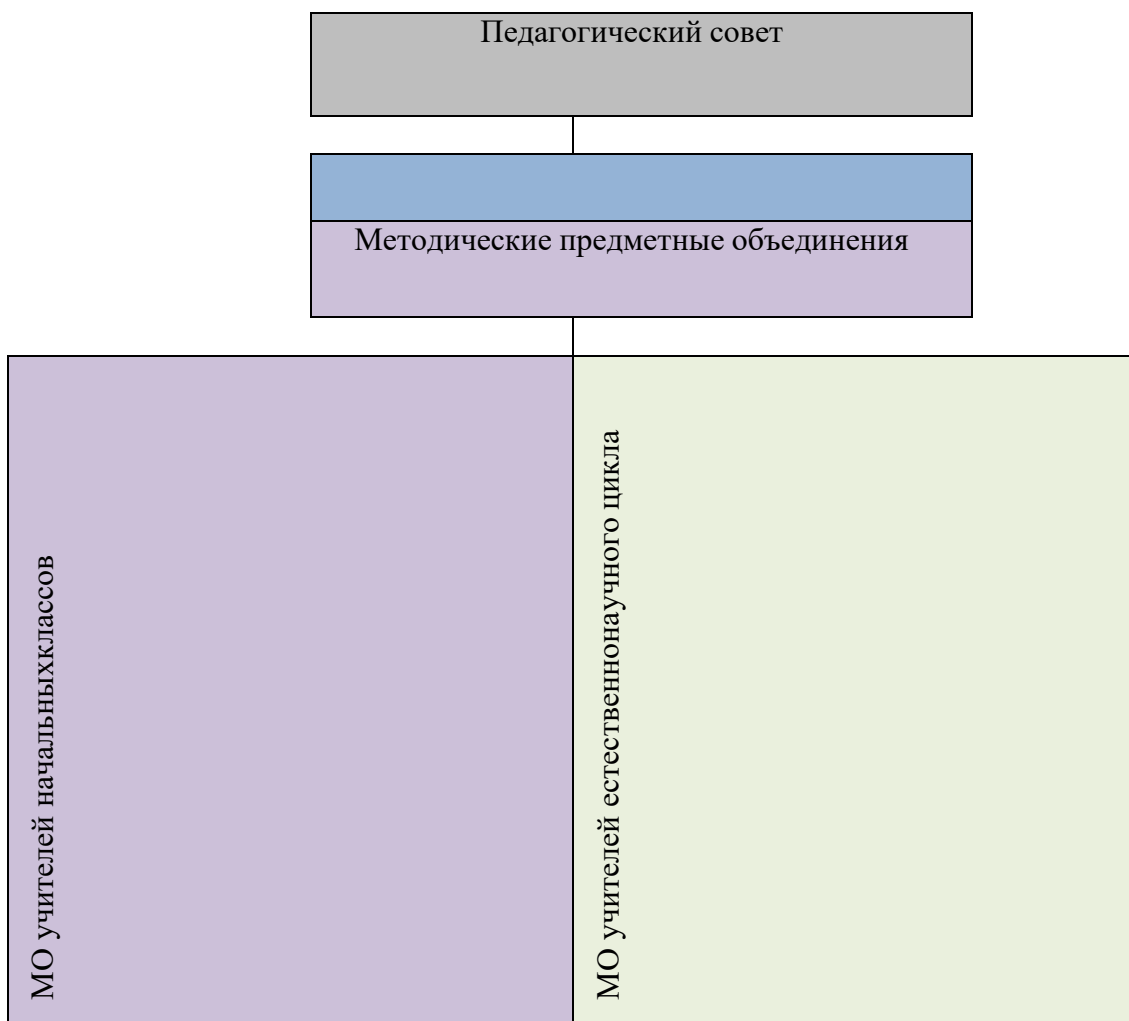 Педагогический совет
Методические предметные объединения
МО учителей начальныхклассов
МО учителей естественнонаучного цикла